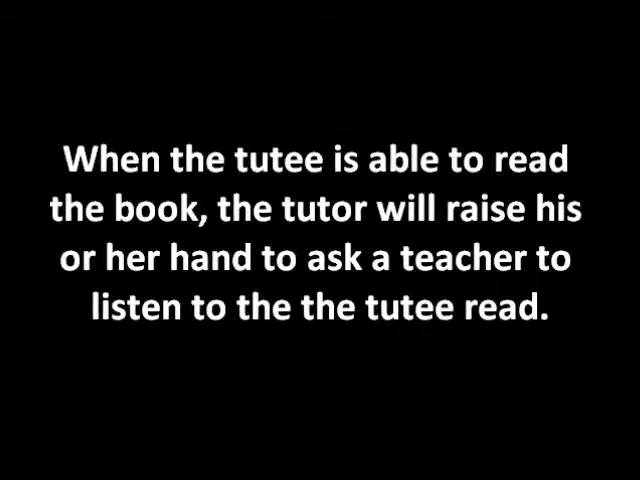 When the tutee is able to read
the book, the tutor will raise his
or her hand to ask a teacher to
listen to the the tutee read.